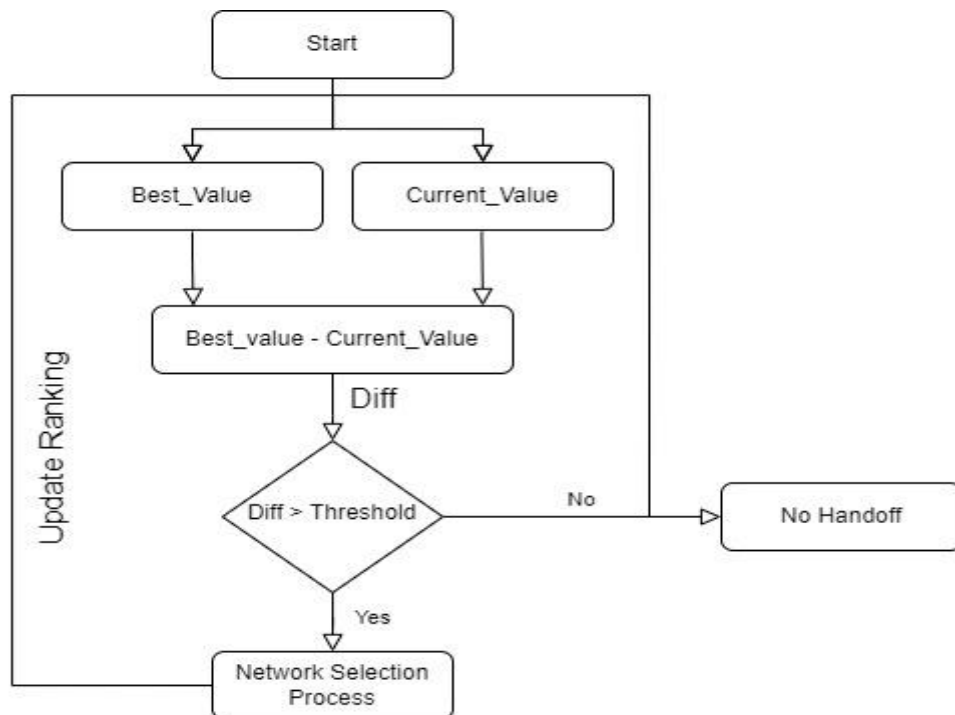 Start
Best_Value
Current_Value
Best_value - Current_Value
Diff
Update Ranking
Diff > Threshold
No
No Handoff
Yes
Network Selection
Process